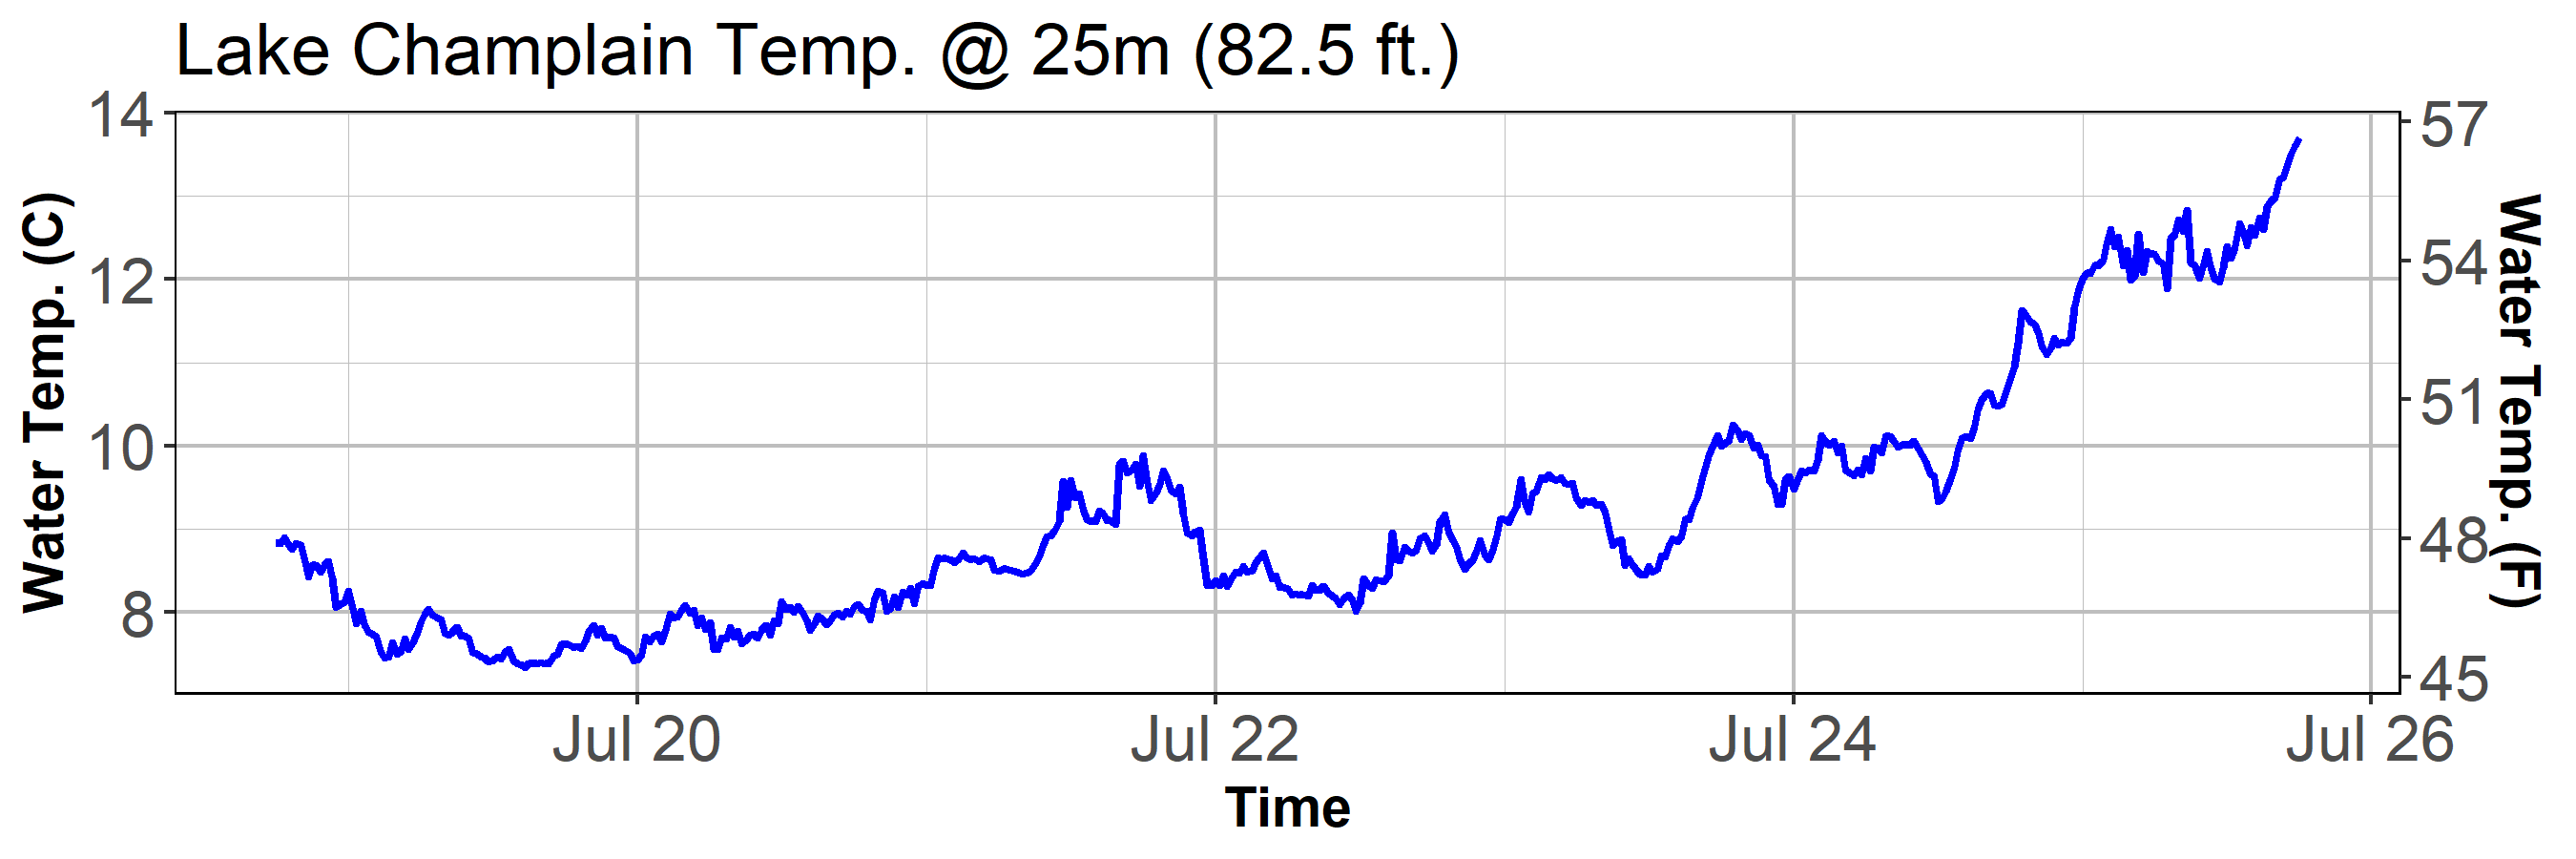 Lake Champlain Temp. @ 25m (82.5 ft.)
14
12
10
8
Water Temp. (C)
57
54
51
48
45
Water Temp. (F)
Jul 20
Jul 22
Jul 24
Jul 26
Time